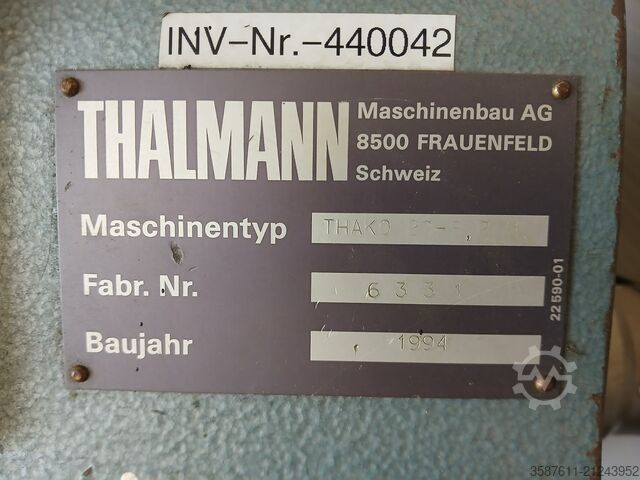 INV-Nr.-440042
THALMANN
Maschinenbau AG
8500 FRAUENFELD
Schweiz
Maschinentyp THAKO
Fabr. Nr. 6331
Baujahr 1994
22590-01
3587611-21243952